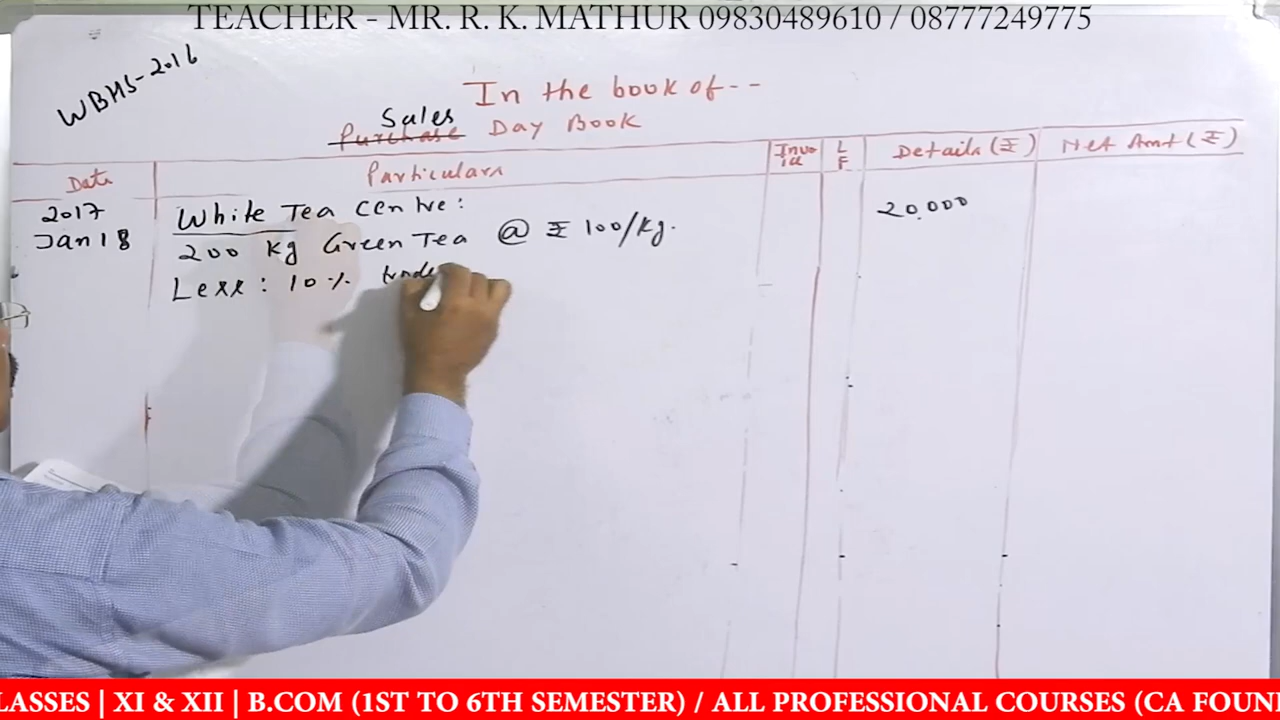 TEACHER - MR. R. K. MATHUR 09830489610 / 08777249775
WBHS-2016
In the book of--
Sales
Purchase Day Book
Date Particulars Invoice L F Details (₹) Net Amt (₹)
2017 White Tea Centre: 20,000
Jan 18 200 kg Green Tea @ ₹ 100/kg.
Less: 10% trade
LASSES | XI & XII | B.COM (1ST TO 6TH SEMESTER) / ALL PROFESSIONAL COURSES (CA FOUN